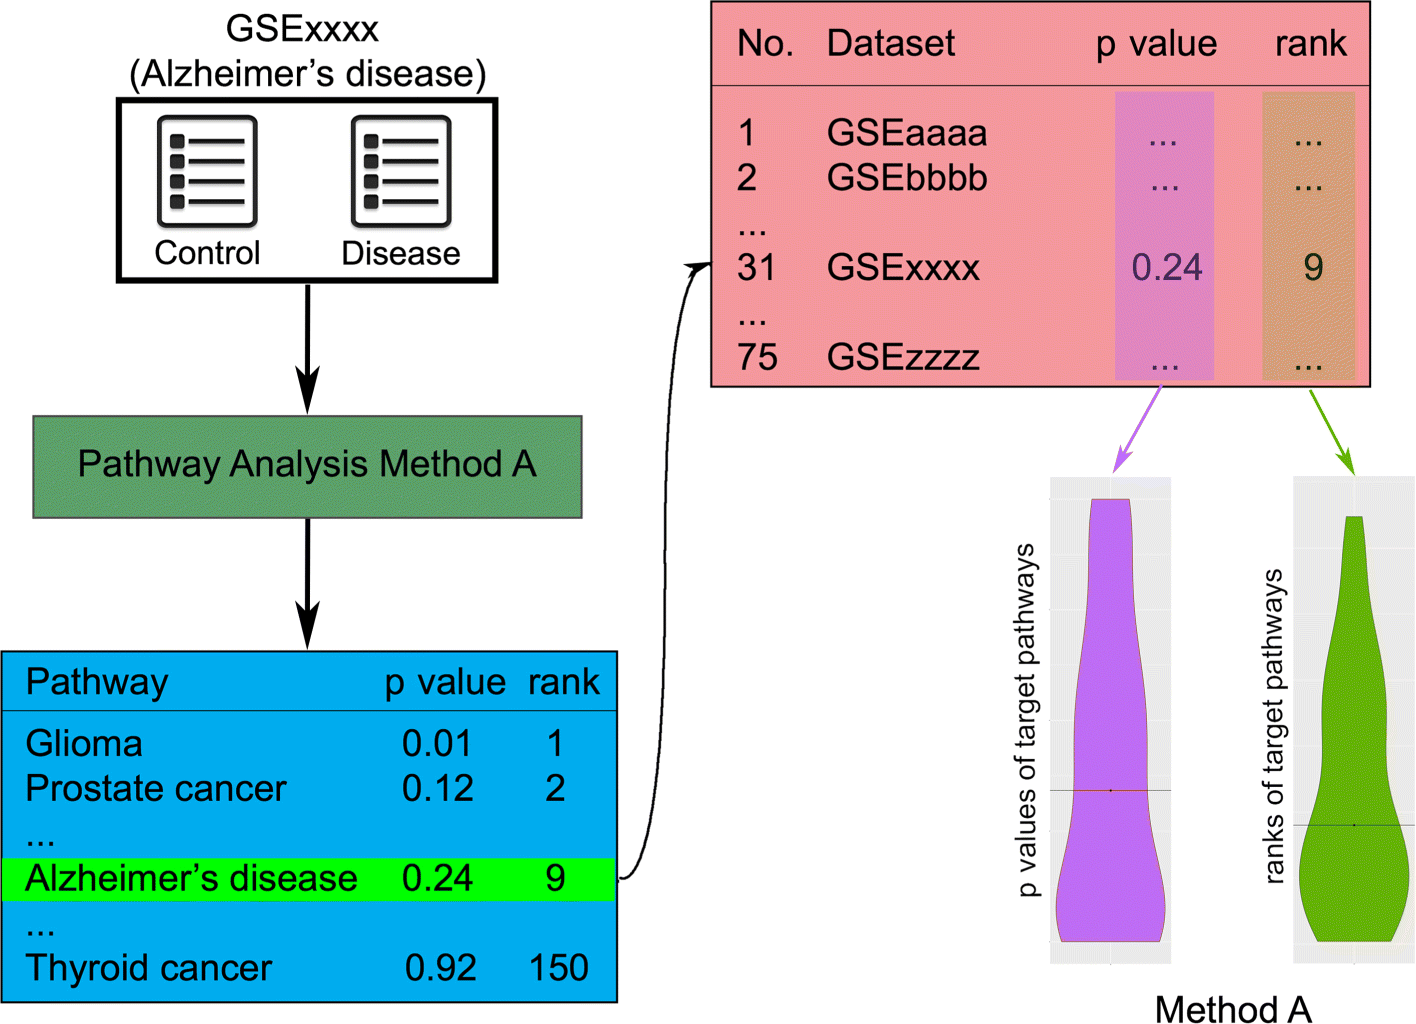 GSExxxx
(Alzheimer’s disease)
Control Disease
Pathway Analysis Method A
Pathway p value rank
Glioma 0.01 1
Prostate cancer 0.12 2
...
Alzheimer’s disease 0.24 9
...
Thyroid cancer 0.92 150
No. Dataset p value rank
1 GSEaaaa ... ...
2 GSEbbbb ... ...
...
31 GSExxxx 0.24 9
...
75 GSEzzzz ... ...
p values of target pathways
ranks of target pathways
Method A